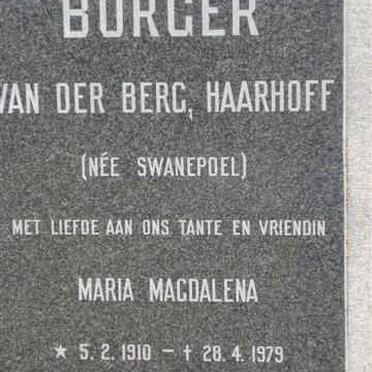 BURGER
VAN DER BERG, HAARHOFF
(NÉE SWANEPOEL)
MET LIEFDE AAN ONS TANTE EN VRIENDIN
MARIA MAGDALENA
★ 5. 2. 1910 – † 28. 4. 1979